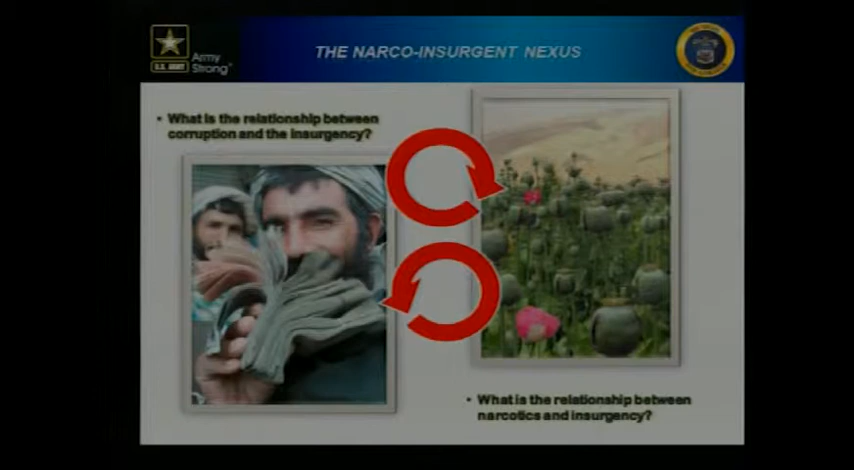 U.S. ARMY
Army
Strong
THE NARCO-INSURGENT NEXUS
• What is the relationship between
corruption and the insurgency?
• What is the relationship between
narcotics and insurgency?